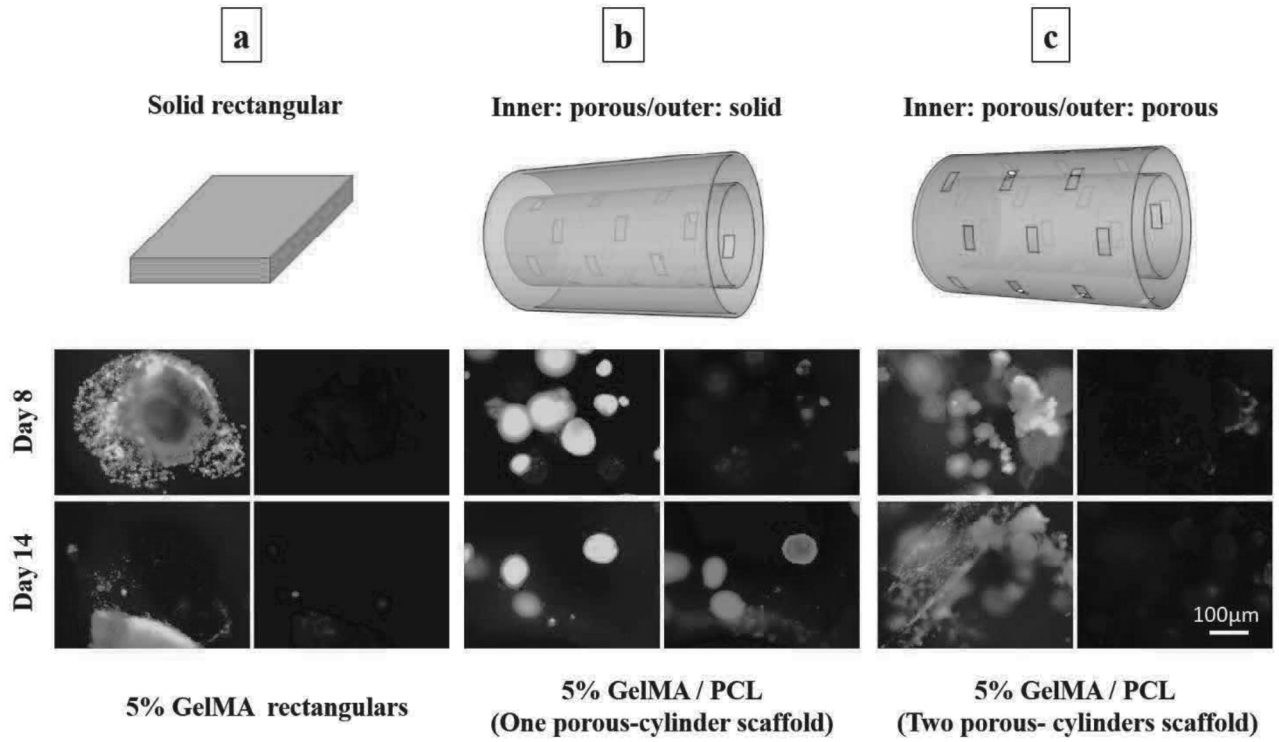 a
b
c
Solid rectangular
Inner: porous/outer: solid
Inner: porous/outer: porous
Day 8
Day 14
100μm
5% GelMA rectangulars
5% GelMA / PCL
(One porous-cylinder scaffold)
5% GelMA / PCL
(Two porous- cylinders scaffold)